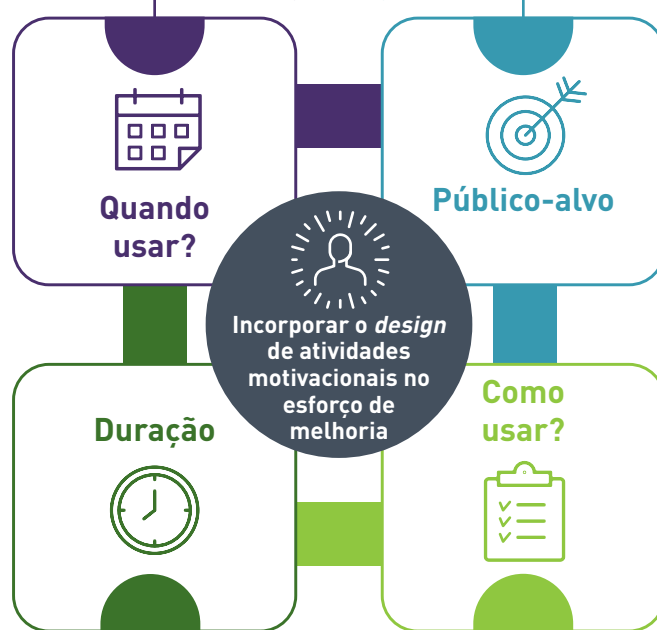 Quando
usar?
Público-alvo
Incorporar o design
de atividades
motivacionais no
esforço de
melhoria
Duração
Como
usar?